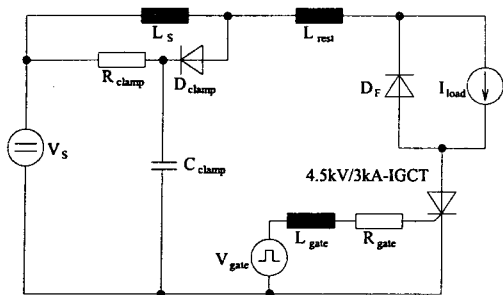 L S
L rest
R clamp
D clamp
D F
I load
V S
C clamp
4.5kV/3kA-IGCT
L gate
R gate
V gate